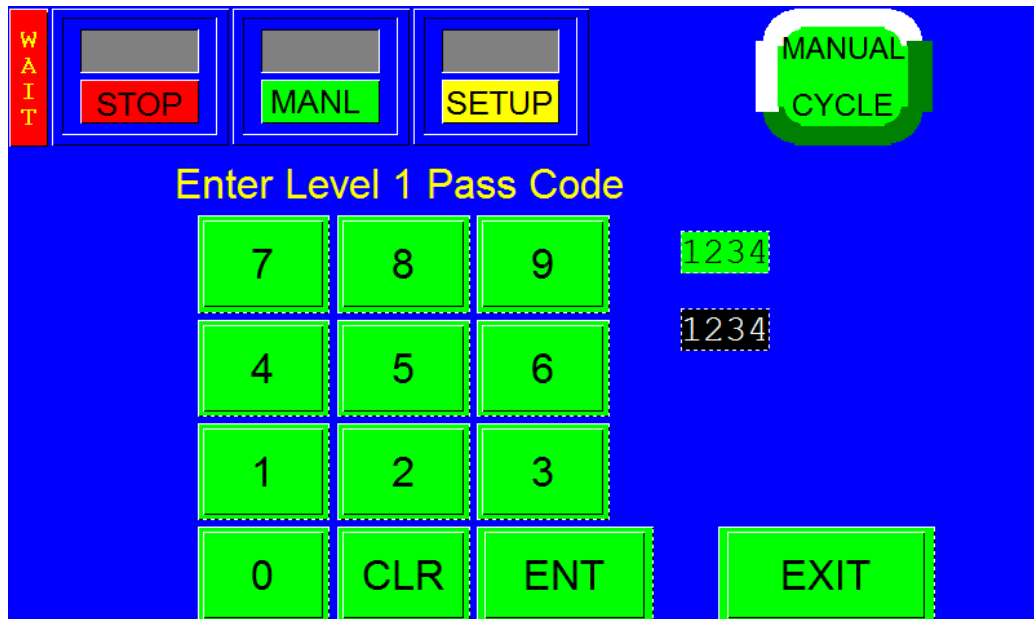 WAIT
STOP
MANL
SETUP
MANUAL
CYCLE
Enter Level 1 Pass Code
7 8 9
1234
1234
4 5 6
1 2 3
0 CLR ENT EXIT